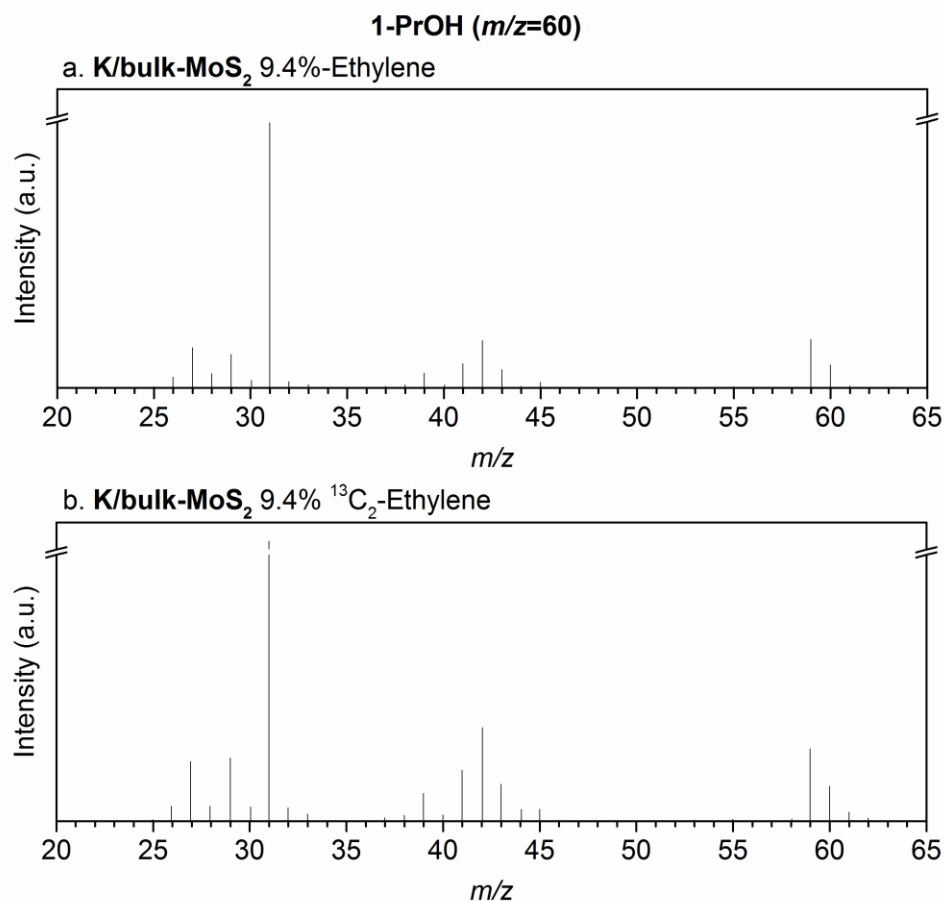 1-PrOH (m/z=60)
a. K/bulk-MoS₂ 9.4%-Ethylene
Intensity (a.u.)
20 25 30 35 40 45 50 55 60 65
m/z
b. K/bulk-MoS₂ 9.4% ¹³C₂-Ethylene
Intensity (a.u.)
20 25 30 35 40 45 50 55 60 65
m/z